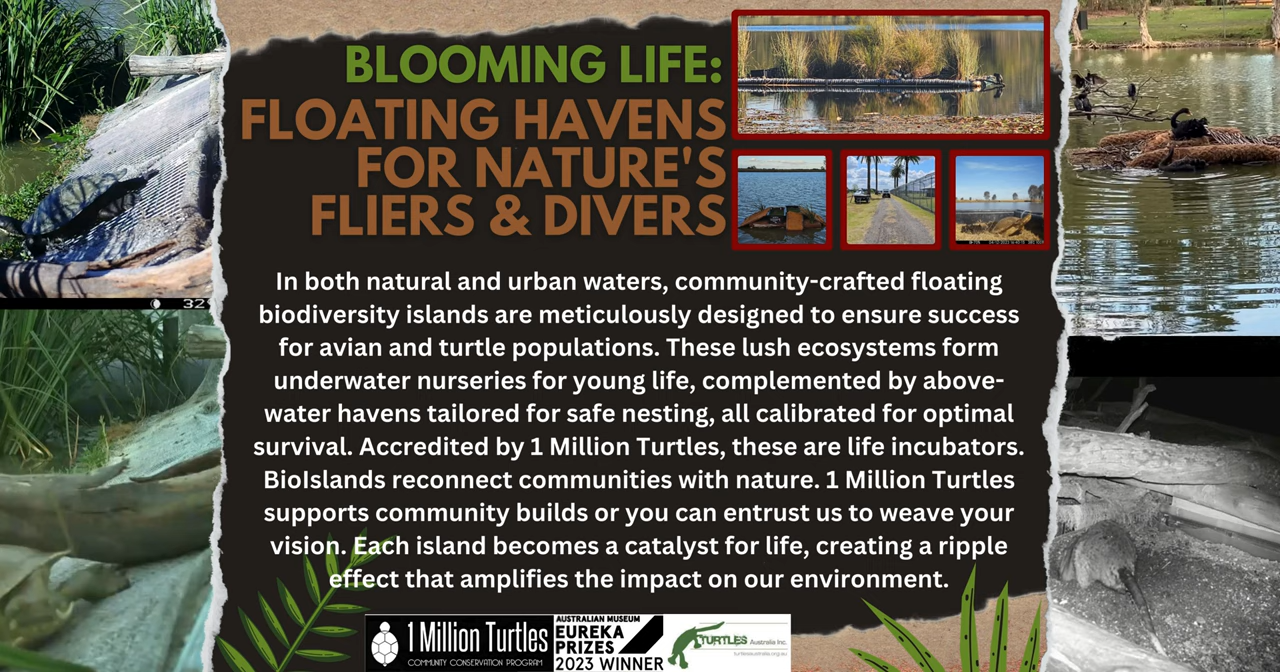 BLOOMING LIFE:
FLOATING HAVENS
FOR NATURE'S
FLIERS & DIVERS
In both natural and urban waters, community-crafted floating
biodiversity islands are meticulously designed to ensure success
for avian and turtle populations. These lush ecosystems form
underwater nurseries for young life, complemented by above-
water havens tailored for safe nesting, all calibrated for optimal
survival. Accredited by 1 Million Turtles, these are life incubators.
BioIslands reconnect communities with nature. 1 Million Turtles
supports community builds or you can entrust us to weave your
vision. Each island becomes a catalyst for life, creating a ripple
effect that amplifies the impact on our environment.
32°
1 Million Turtles
COMMUNITY CONSERVATION PROGRAM
AUSTRALIAN MUSEUM
EUREKA
PRIZES
2023 WINNER
TURTLES Australia Inc.
turtlesaustralia.org.au